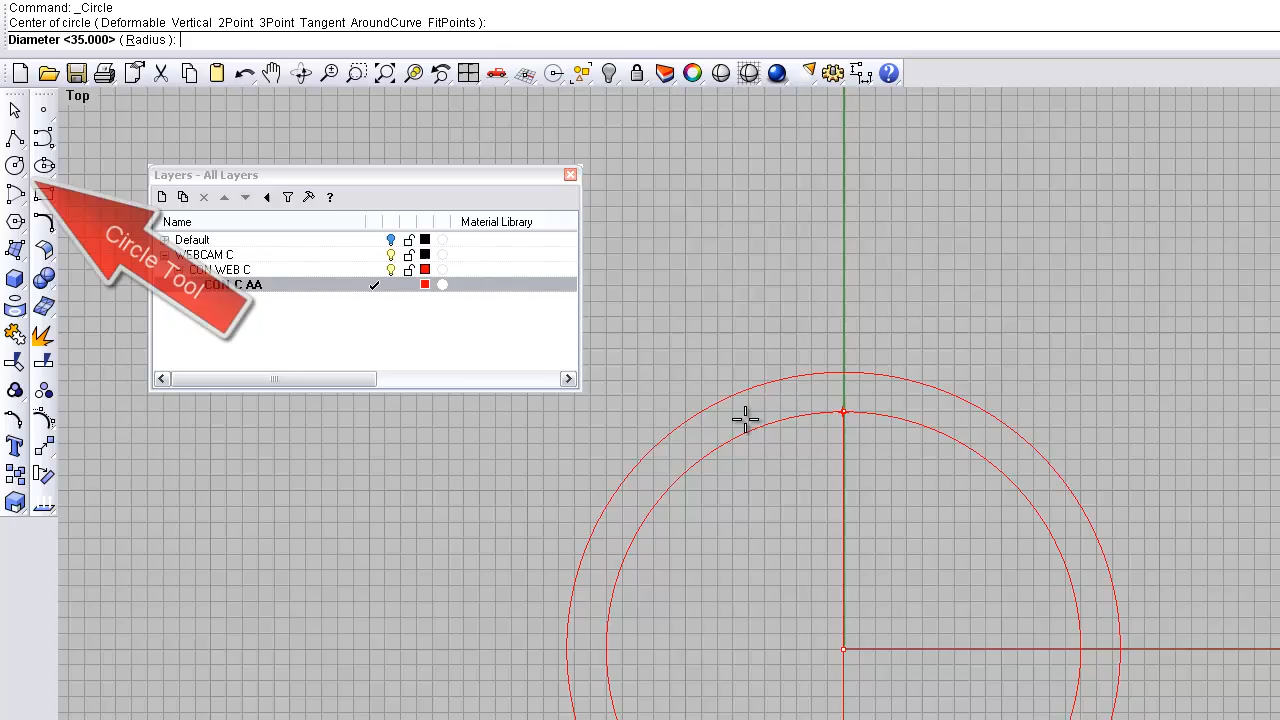 Command: _Circle
Center of circle ( Deformable Vertical 2Point 3Point Tangent AroundCurve FitPoints ):
Diameter <35.000> ( Radius ):
Top
Layers - All Layers
Name Material Library
Default
WEBCAM C
CON WEB C
CON C AA
Circle Tool